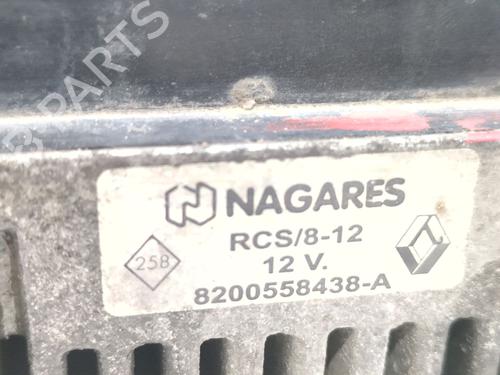 B-PARTS
NAGARES
RCS/8-12
258
12 V.
8200558438-A